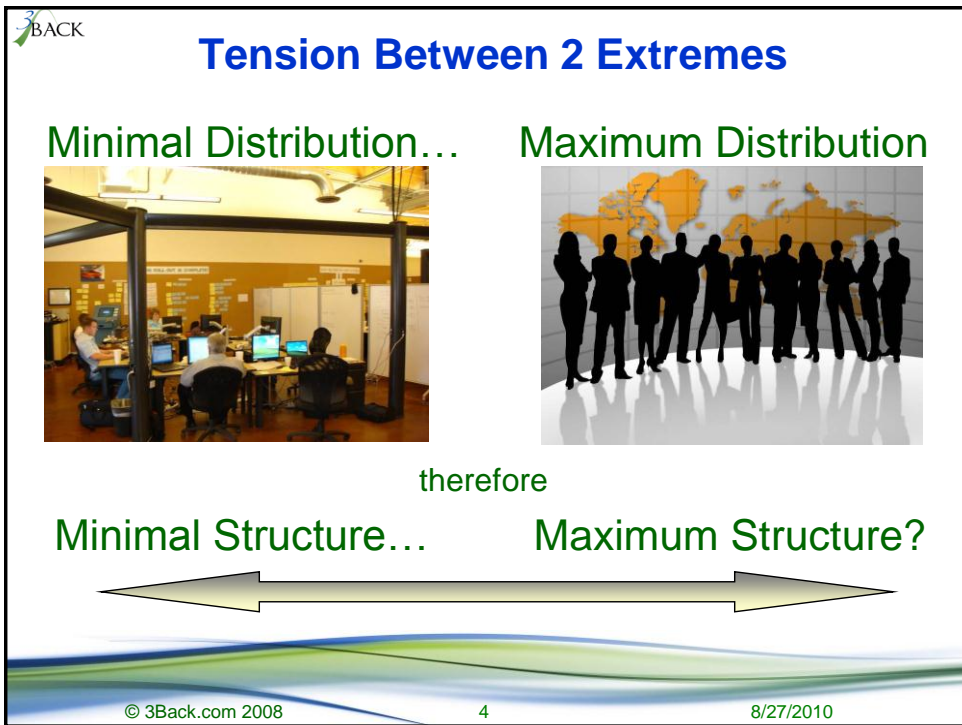 3BACK
Tension Between 2 Extremes
Minimal Distribution…
Maximum Distribution
therefore
Minimal Structure…
Maximum Structure?
© 3Back.com 2008
4
8/27/2010